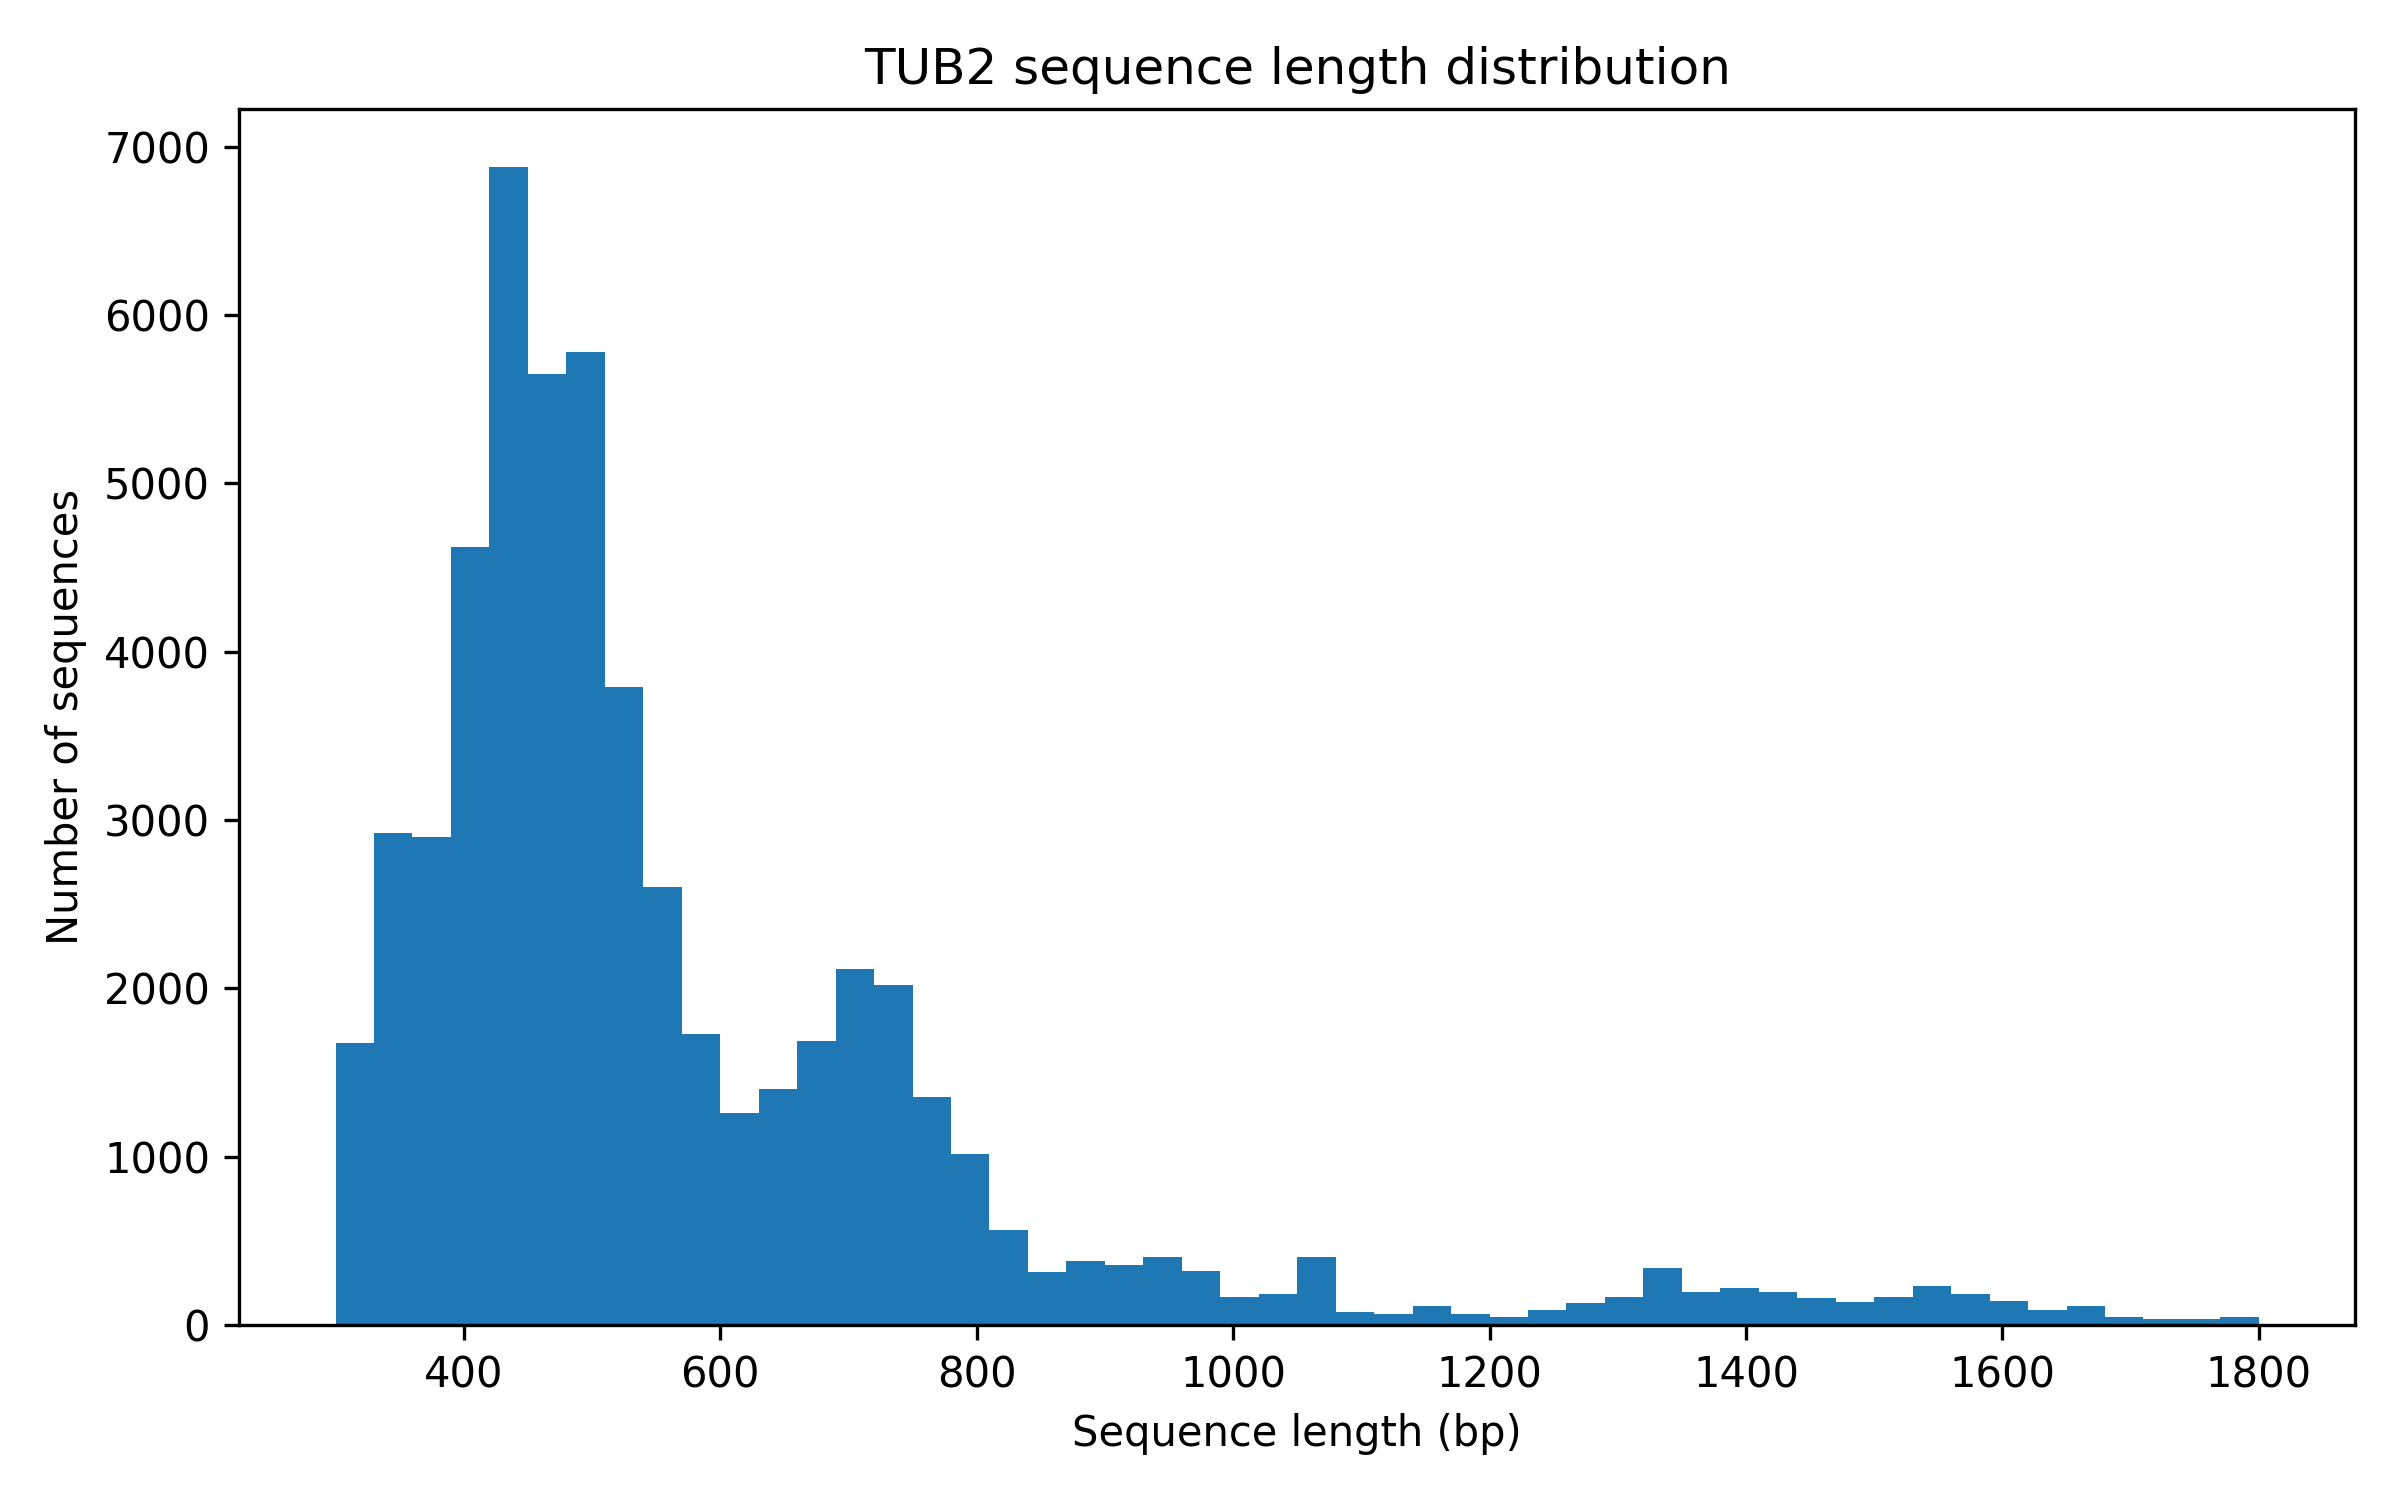 TUB2 sequence length distribution
7000
6000
5000
4000
3000
2000
1000
0
Number of sequences
400 600 800 1000 1200 1400 1600 1800
Sequence length (bp)